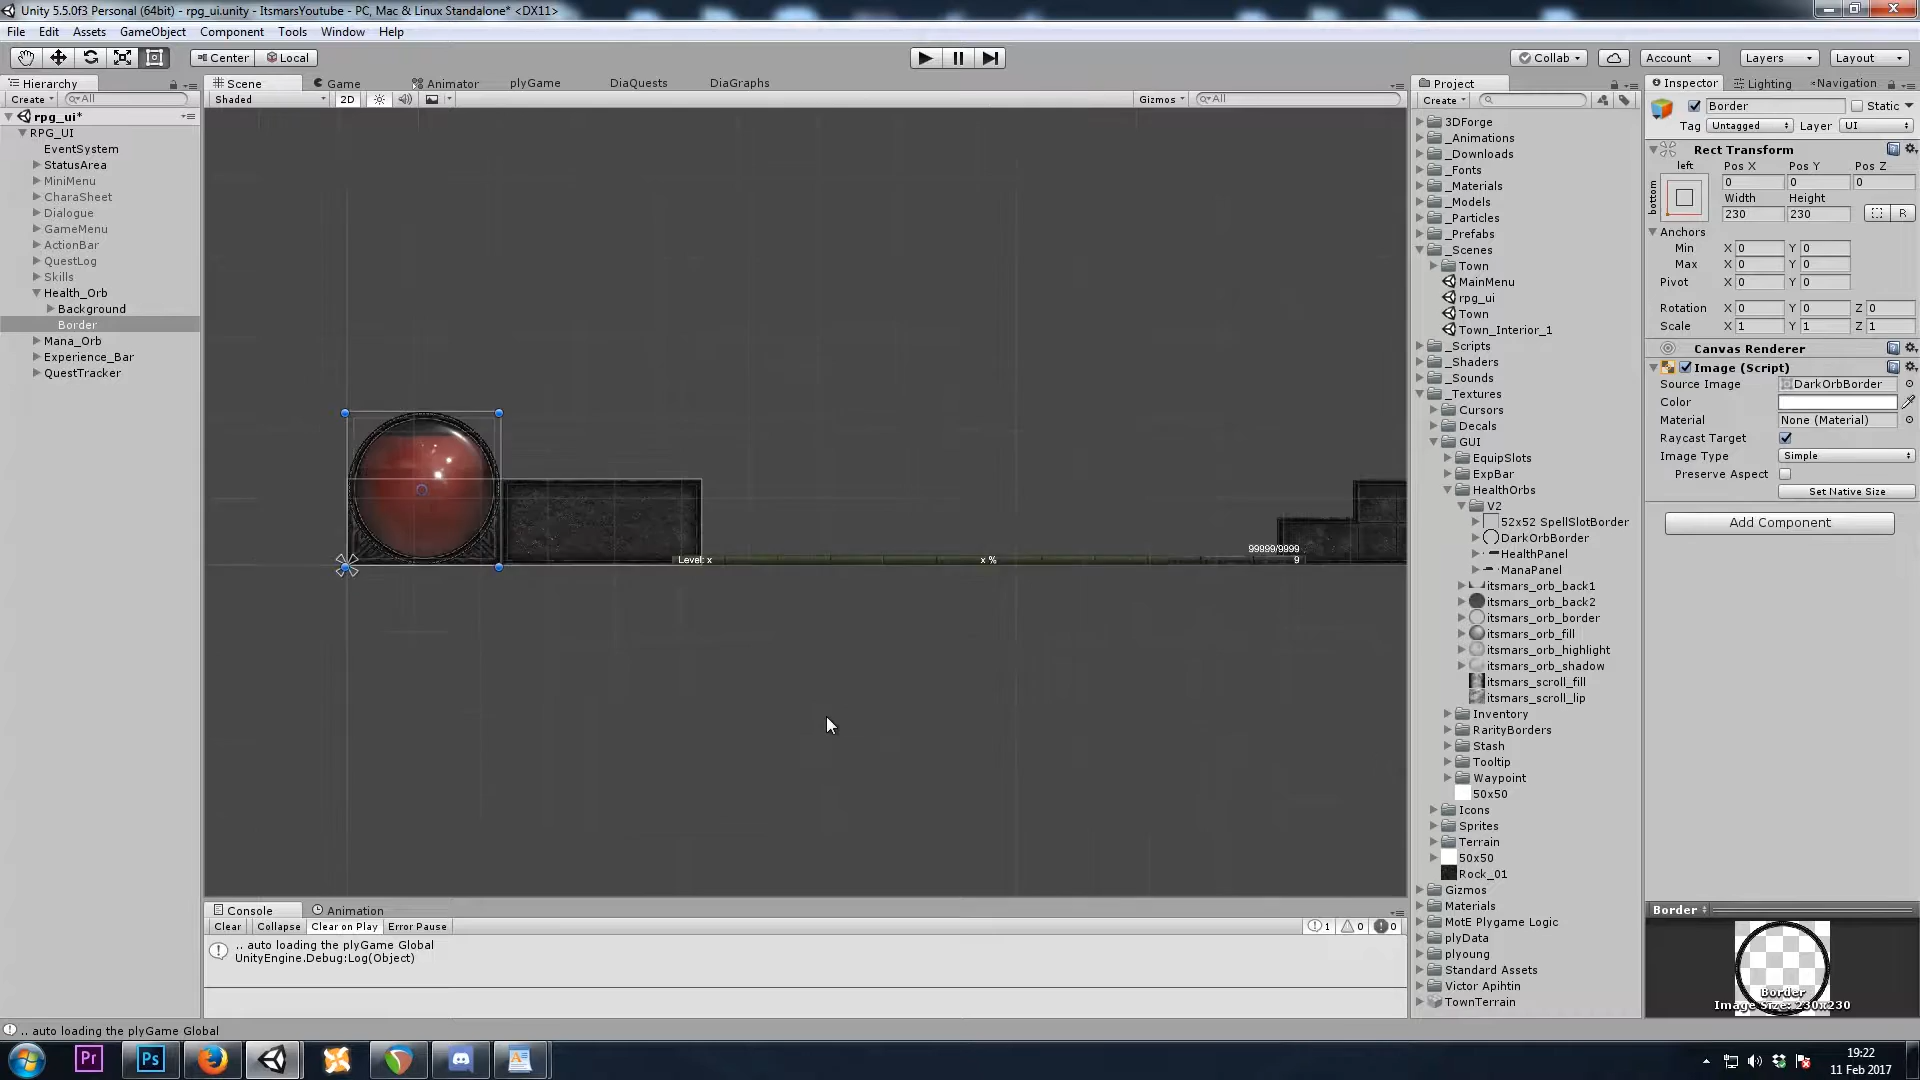 Unity 5.5.0f3 Personal (64bit) - rpg_ui.unity - ItsmarsYoutube - PC, Mac & Linux Standalone* <DX11>
File Edit Assets GameObject Component Tools Window Help
Center Local Collab Account Layers Layout
Hierarchy
Create All
rpg_ui*
RPG_UI
EventSystem
StatusArea
MiniMenu
CharaSheet
Dialogue
GameMenu
ActionBar
QuestLog
Skills
Health_Orb
Background
Border
Mana_Orb
Experience_Bar
QuestTracker
Scene Game Animator plyGame DiaQuests DiaGraphs
Shaded 2D Gizmos All
Level: x
x %
99999/9999
9
Console Animation
Clear Collapse Clear on Play Error Pause 1 0 0
.. auto loading the plyGame Global
UnityEngine.Debug:Log(Object)
Project
Create
3DForge
_Animations
_Downloads
_Fonts
_Materials
_Models
_Particles
_Prefabs
_Scenes
Town
MainMenu
rpg_ui
Town
Town_Interior_1
_Scripts
_Shaders
_Sounds
_Textures
Cursors
Decals
GUI
EquipSlots
ExpBar
HealthOrbs
V2
52x52 SpellSlotBorder
DarkOrbBorder
HealthPanel
ManaPanel
itsmars_orb_back1
itsmars_orb_back2
itsmars_orb_border
itsmars_orb_fill
itsmars_orb_highlight
itsmars_orb_shadow
itsmars_scroll_fill
itsmars_scroll_lip
Inventory
RarityBorders
Stash
Tooltip
Waypoint
50x50
Icons
Sprites
Terrain
50x50
Rock_01
Gizmos
Materials
MotE Plygame Logic
plyData
plyoung
Standard Assets
Victor Apihtin
TownTerrain
Inspector Lighting Navigation
Border Static
Tag Untagged Layer UI
Rect Transform
left Pos X Pos Y Pos Z
bottom 0 0 0
Width Height
230 230 R
Anchors
Min X 0 Y 0
Max X 0 Y 0
Pivot X 0 Y 0
Rotation X 0 Y 0 Z 0
Scale X 1 Y 1 Z 1
Canvas Renderer
Image (Script)
Source Image DarkOrbBorder
Color
Material None (Material)
Raycast Target
Image Type Simple
Preserve Aspect
Set Native Size
Add Component
Border
Border
Image Size: 230x230
.. auto loading the plyGame Global
Pr Ps
19:22
11 Feb 2017